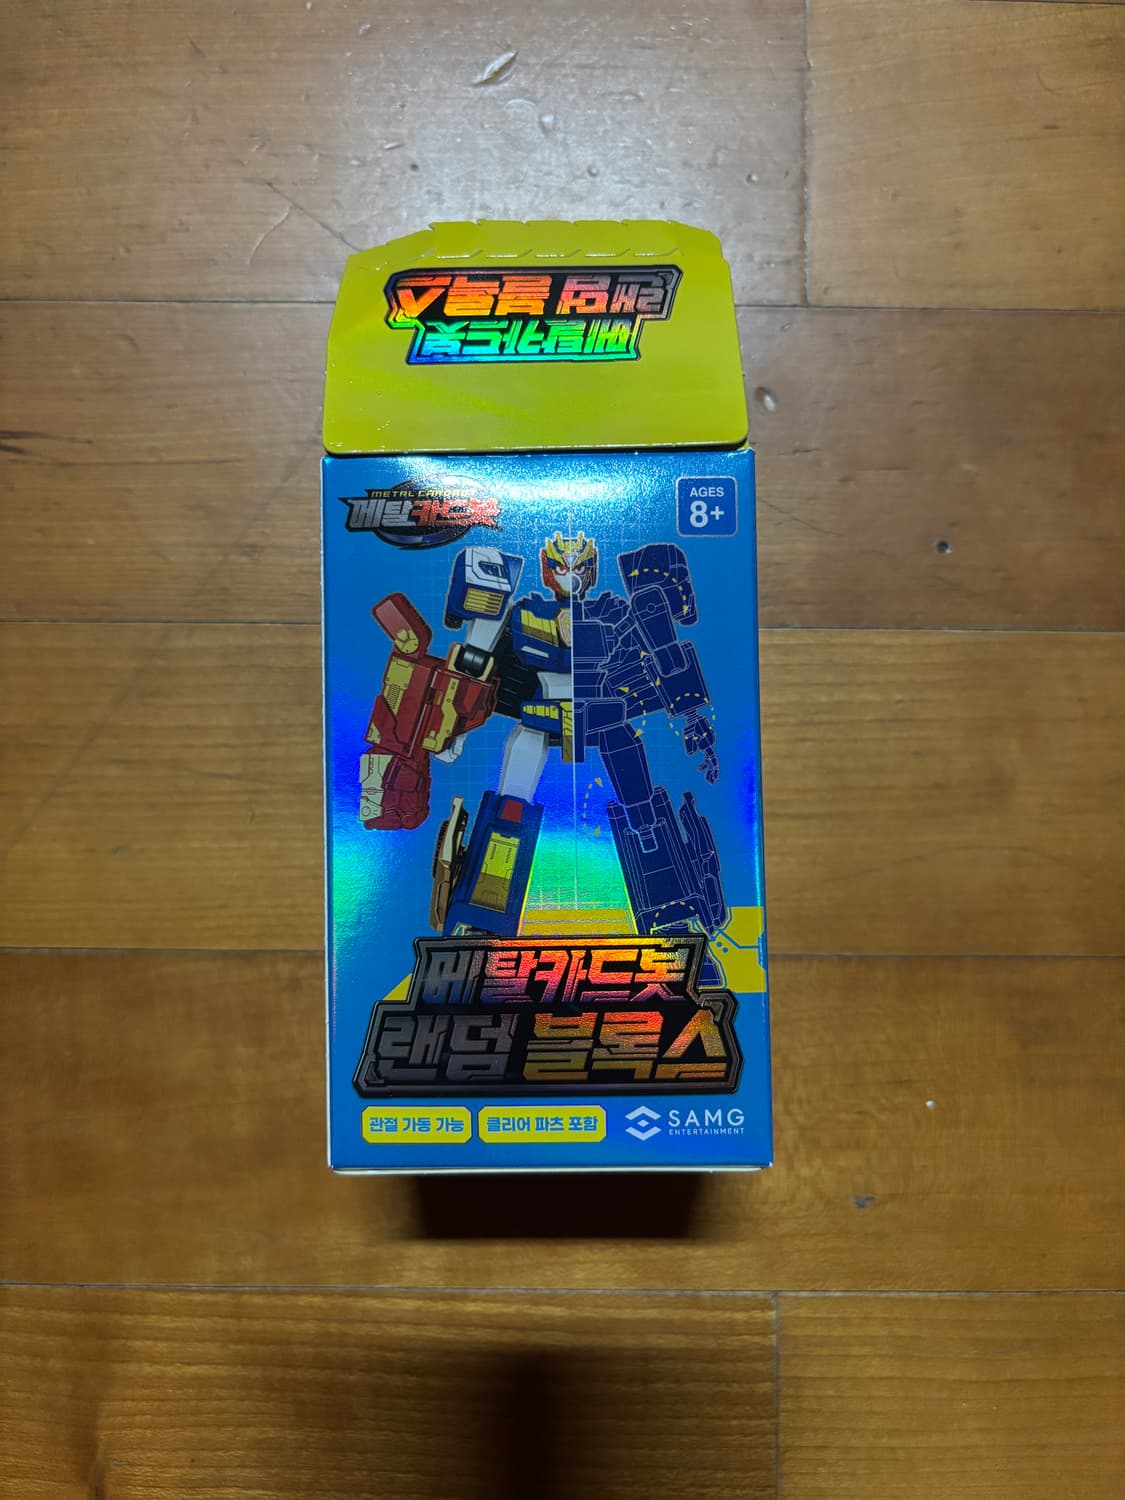 랜덤 블록스
메탈카드봇
METAL CARDBOT
메탈카드봇
AGES
8+
메탈카드봇
랜덤 블록스
관절 가동 가능
클리어 파츠 포함
SAMG
ENTERTAINMENT